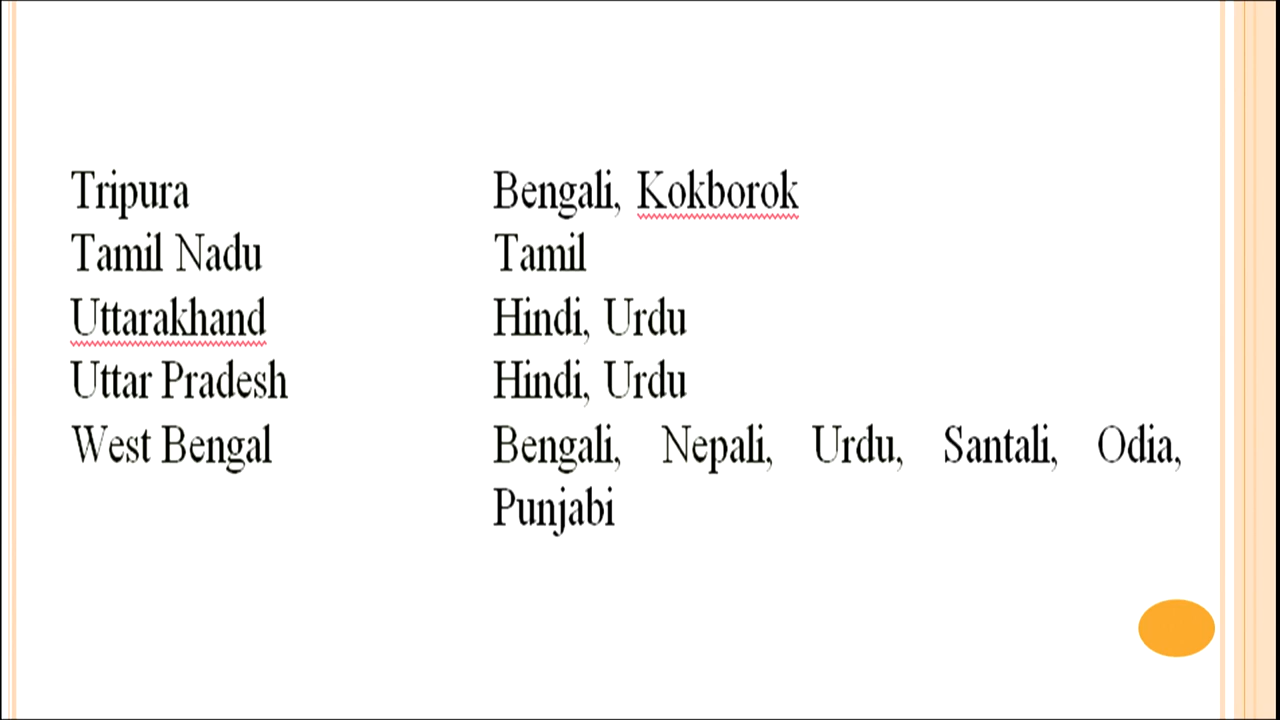 Tripura Bengali, Kokborok
Tamil Nadu Tamil
Uttarakhand Hindi, Urdu
Uttar Pradesh Hindi, Urdu
West Bengal Bengali, Nepali, Urdu, Santali, Odia,
Punjabi